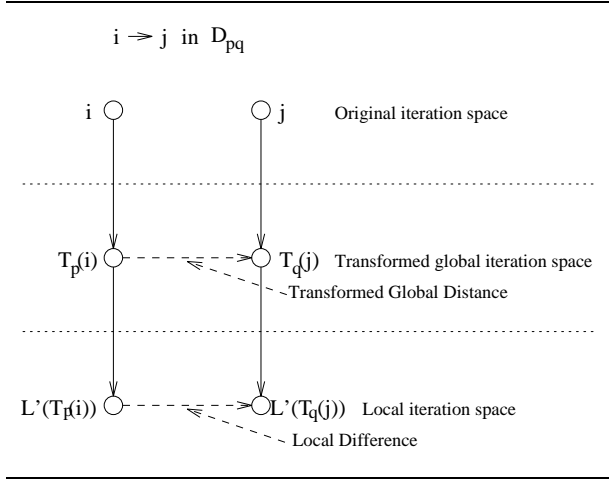 i → j in D_pq
i j Original iteration space
T_p(i) T_q(j) Transformed global iteration space
Transformed Global Distance
L'(T_p(i)) L'(T_q(j)) Local iteration space
Local Difference